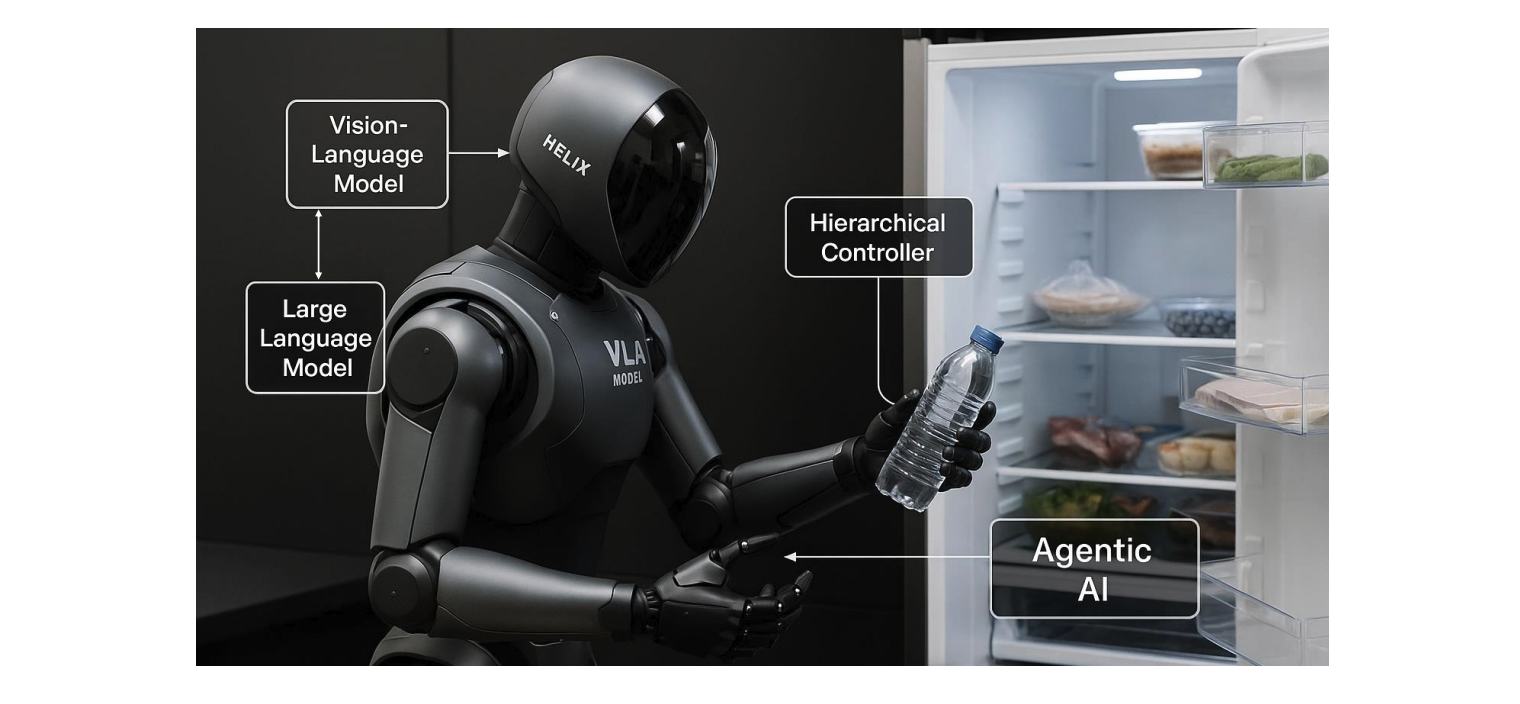 Vision-
Language
Model
HELIX
Hierarchical
Controller
Large
Language
Model
VLA
MODEL
Agentic
AI